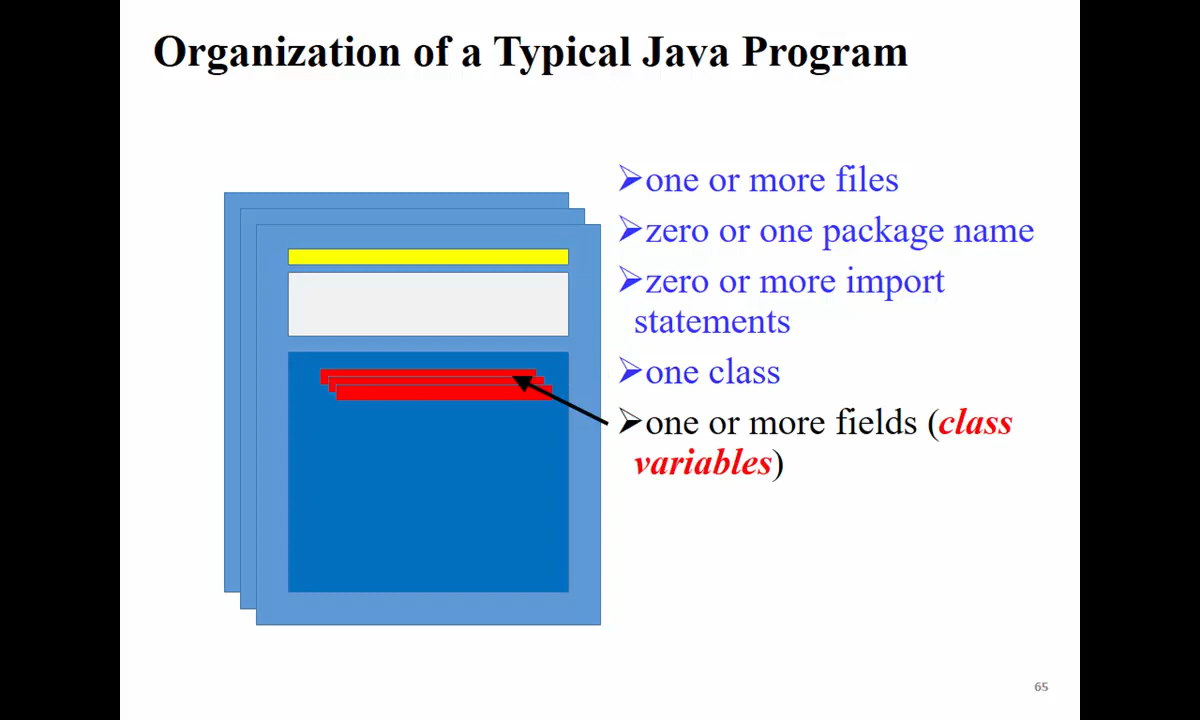 Organization of a Typical Java Program
➢one or more files
➢zero or one package name
➢zero or more import
statements
➢one class
➢one or more fields (class
variables)
65